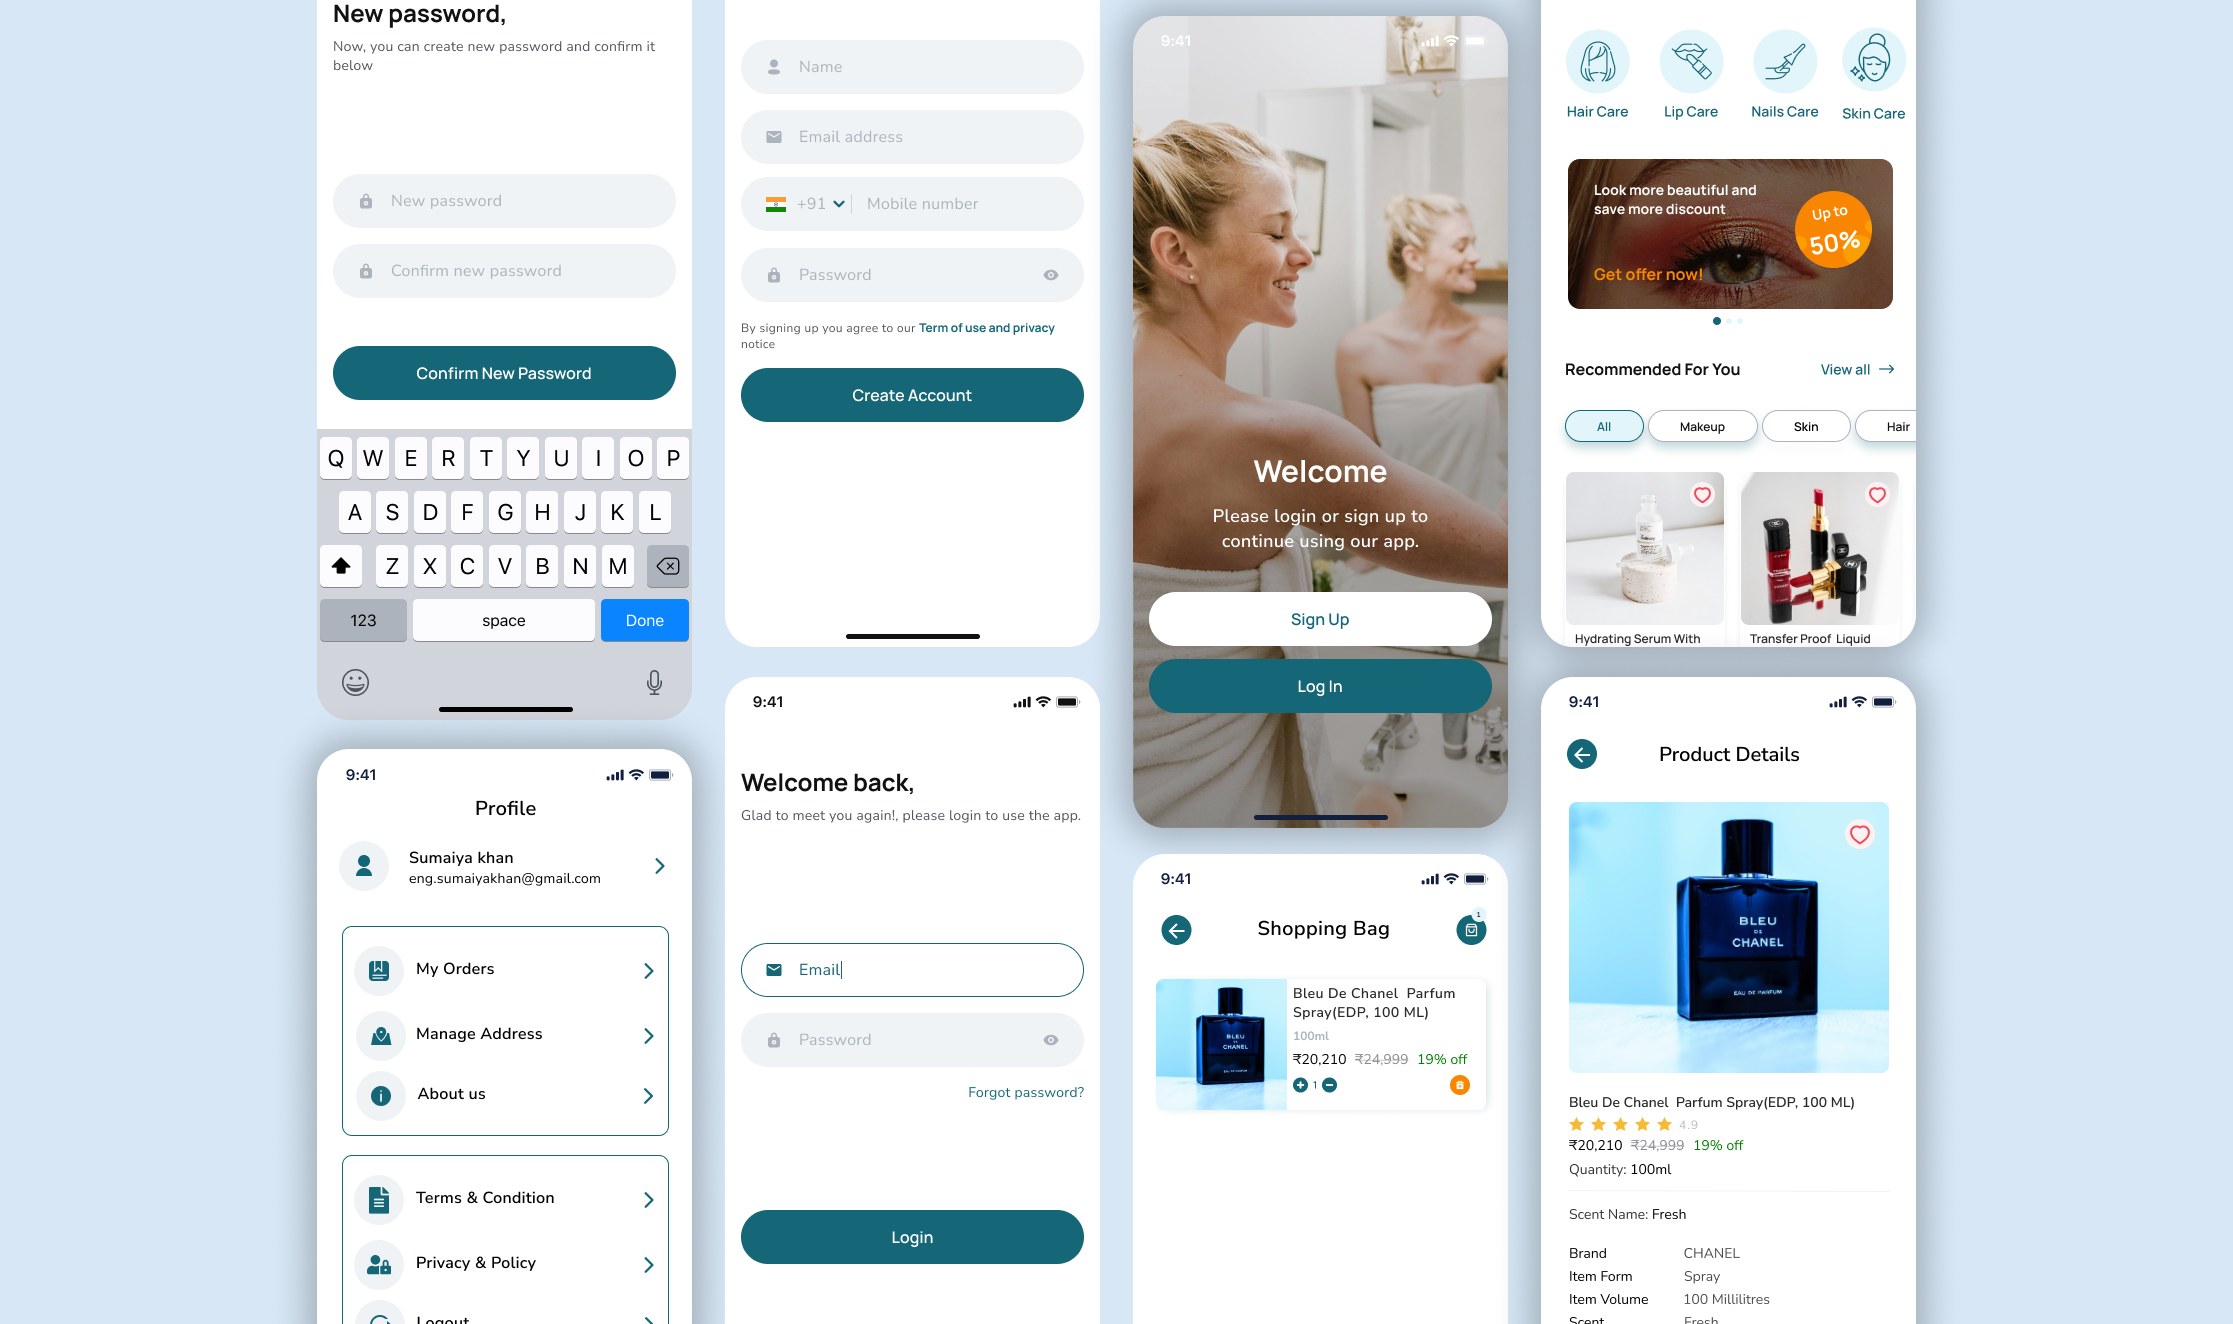 New password,
Now, you can create new password and confirm it
below
New password
Confirm new password
Confirm New Password
Q W E R T Y U I O P
A S D F G H J K L
Z X C V B N M
123 space Done
9:41
Profile
Sumaiya khan
eng.sumaiyakhan@gmail.com
My Orders
Manage Address
About us
Terms & Condition
Privacy & Policy
Logout
Name
Email address
+91 Mobile number
Password
By signing up you agree to our Term of use and privacy
notice
Create Account
9:41
Welcome back,
Glad to meet you again!, please login to use the app.
Email
Password
Forgot password?
Login
9:41
Welcome
Please login or sign up to
continue using our app.
Sign Up
Log In
9:41
Shopping Bag
1
BLEU
DE
CHANEL
EAU DE PARFUM
Bleu De Chanel Parfum
Spray(EDP, 100 ML)
100ml
₹20,210 ₹24,999 19% off
1
Hair Care Lip Care Nails Care Skin Care
Look more beautiful and
save more discount
Up to
50%
Get offer now!
Recommended For You View all
All Makeup Skin Hair
Hydrating Serum With Transfer Proof Liquid
9:41
Product Details
BLEU
DE
CHANEL
EAU DE PARFUM
Bleu De Chanel Parfum Spray(EDP, 100 ML)
4.9
₹20,210 ₹24,999 19% off
Quantity: 100ml
Scent Name: Fresh
Brand CHANEL
Item Form Spray
Item Volume 100 Millilitres
Scent Fresh